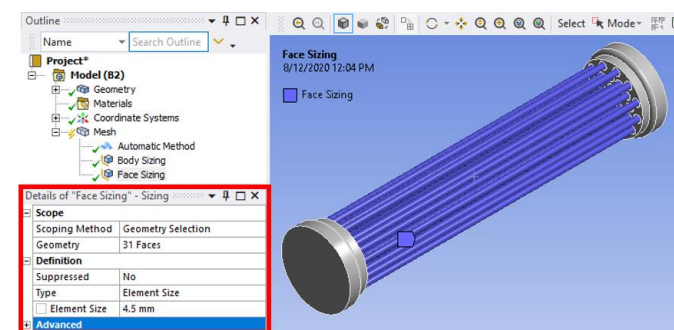 Outline
Name Search Outline
Project*
Model (B2)
Geometry
Materials
Coordinate Systems
Mesh
Automatic Method
Body Sizing
Face Sizing
Details of "Face Sizing" - Sizing
Scope
Scoping Method Geometry Selection
Geometry 31 Faces
Definition
Suppressed No
Type Element Size
Element Size 4.5 mm
Advanced
Select Mode
Face Sizing
8/12/2020 12:04 PM
Face Sizing